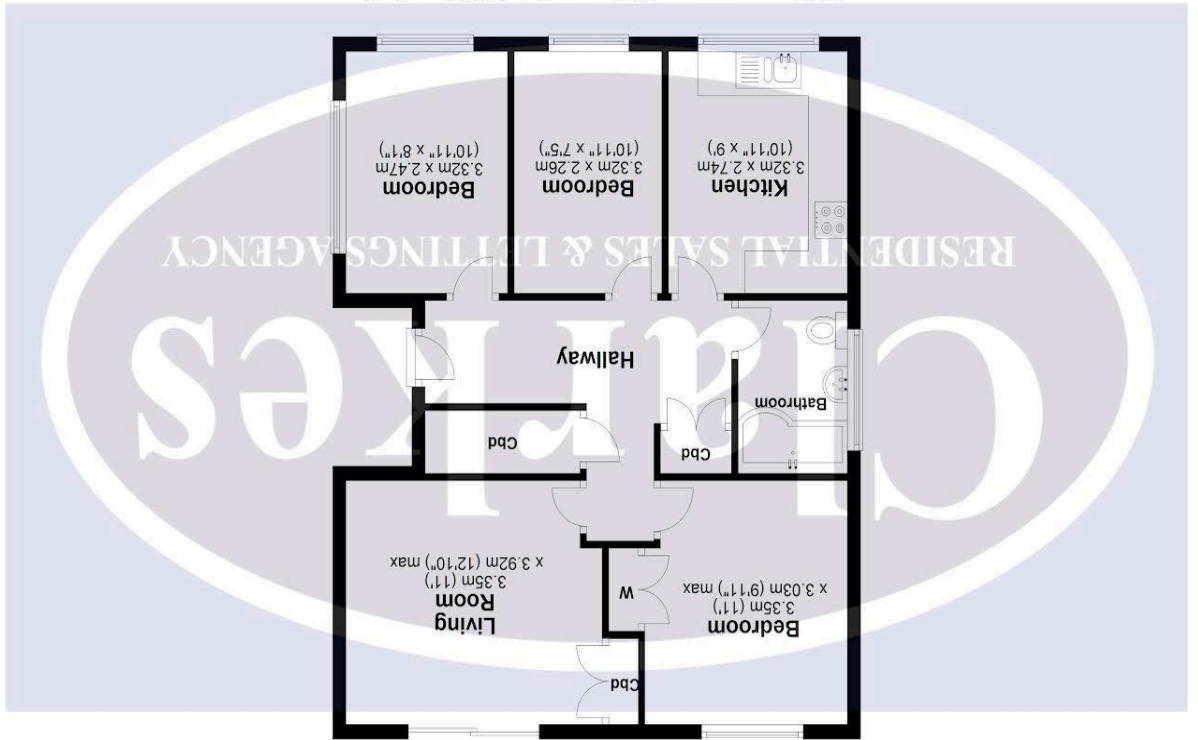 Cbd
Bedroom
3.35m (11')
x 3.03m (9'11") max
W
Living
Room
3.35m (11')
x 3.92m (12'10") max
Cbd
Cbd
Bathroom
Hallway
Clarkes
RESIDENTIAL SALES & LETTINGS AGENCY
Kitchen
3.32m x 2.74m
(10'11" x 9')
Bedroom
3.32m x 2.26m
(10'11" x 7'5")
Bedroom
3.32m x 2.47m
(10'11" x 8'1")